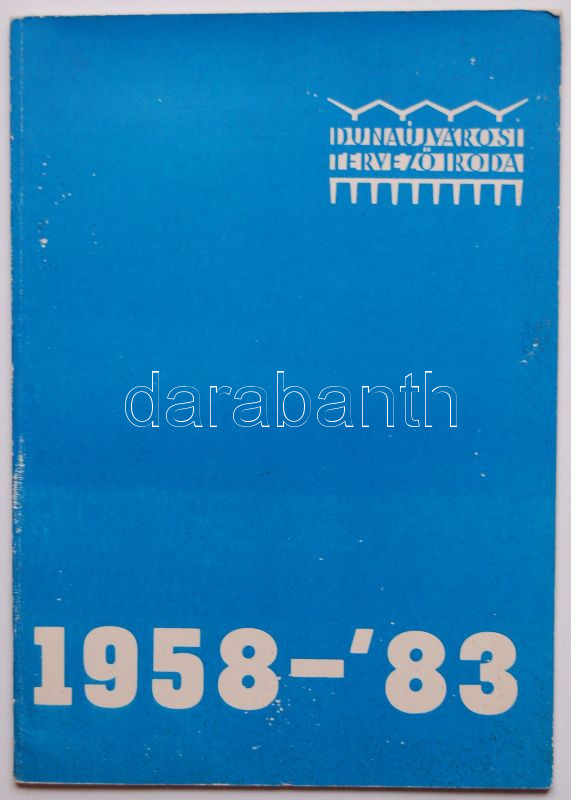 DUNAÚJVÁROSI
TERVEZŐ IRODA
darabanth
1958-'83